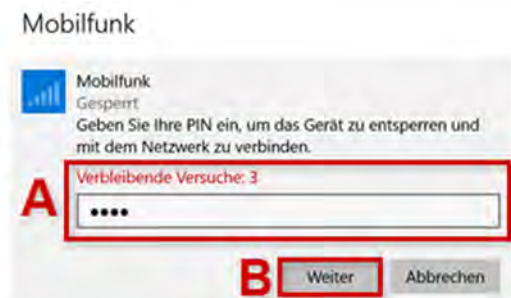 Mobilfunk
Mobilfunk
Gesperrt
Geben Sie Ihre PIN ein, um das Gerät zu entsperren und
mit dem Netzwerk zu verbinden.
A
Verbleibende Versuche: 3
••••
B
Weiter
Abbrechen